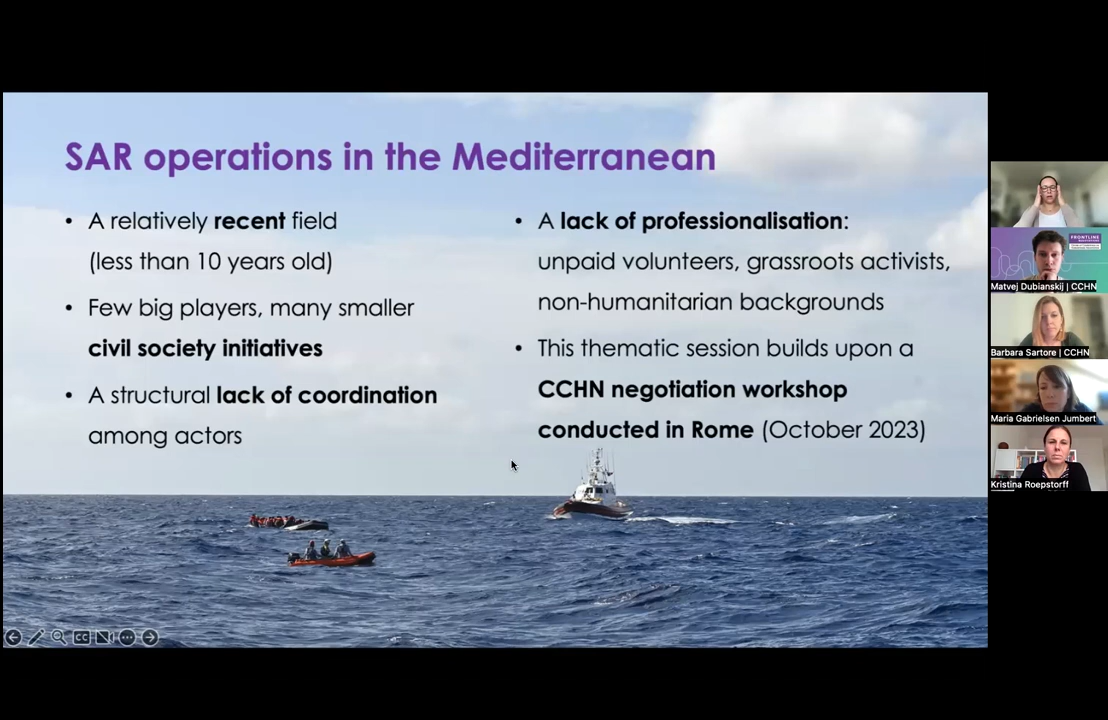 SAR operations in the Mediterranean
• A relatively recent field
(less than 10 years old)
• Few big players, many smaller
civil society initiatives
• A structural lack of coordination
among actors
• A lack of professionalisation:
unpaid volunteers, grassroots activists,
non-humanitarian backgrounds
• This thematic session builds upon a
CCHN negotiation workshop
conducted in Rome (October 2023)
CC
FRONTLINE
Matvej Dubianskij | CCHN
Barbara Sartore | CCHN
Maria Gabrielsen Jumbert
Kristina Roepstorff